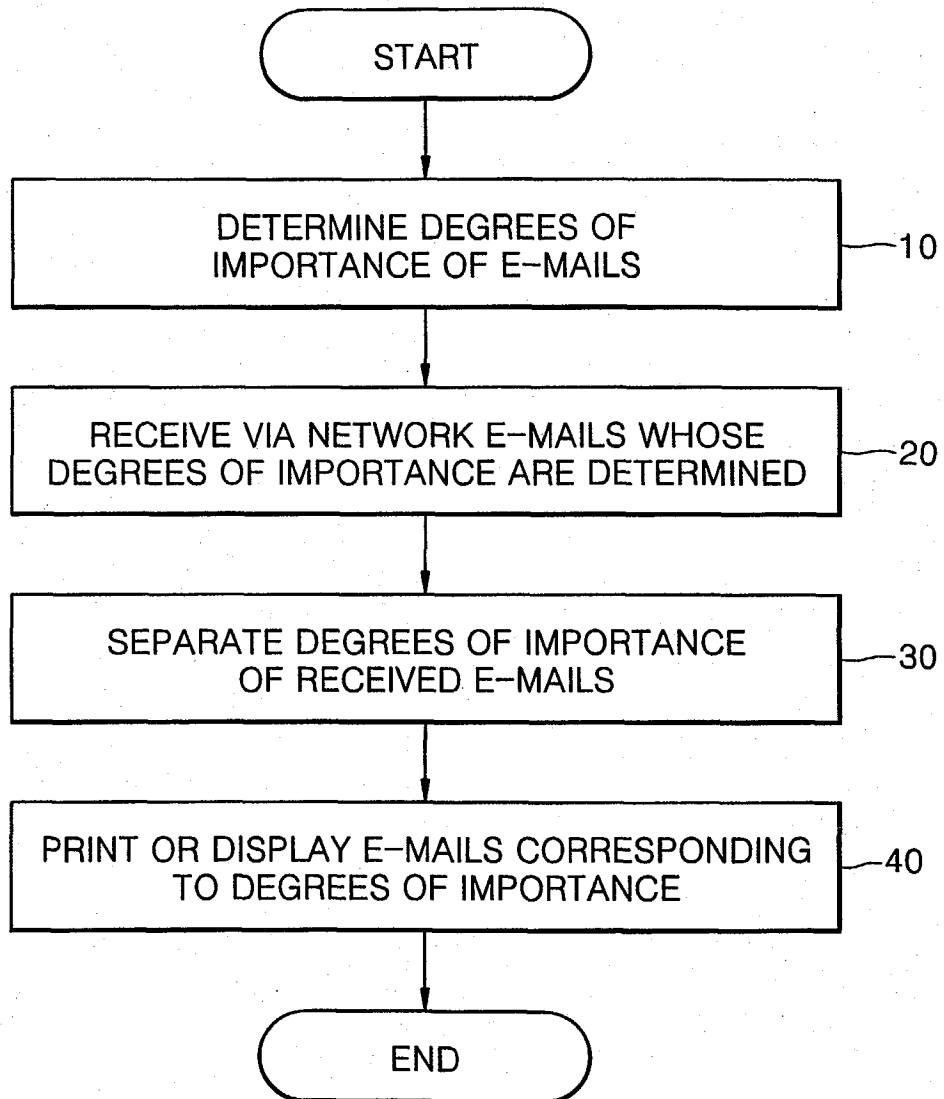 START
DETERMINE DEGREES OF
IMPORTANCE OF E-MAILS
10
RECEIVE VIA NETWORK E-MAILS WHOSE
DEGREES OF IMPORTANCE ARE DETERMINED
20
SEPARATE DEGREES OF IMPORTANCE
OF RECEIVED E-MAILS
30
PRINT OR DISPLAY E-MAILS CORRESPONDING
TO DEGREES OF IMPORTANCE
40
END